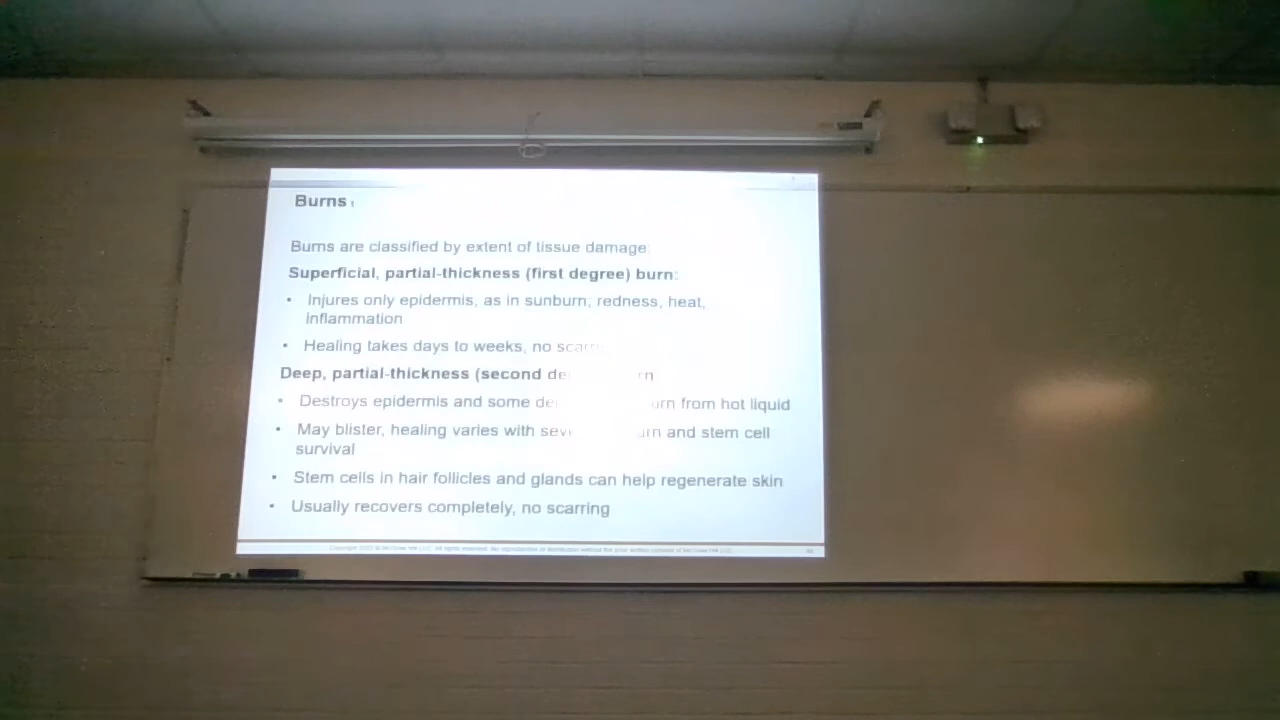 Burns 1
Burns are classified by extent of tissue damage:
Superficial, partial-thickness (first degree) burn:
• Injures only epidermis, as in sunburn; redness, heat,
inflammation
• Healing takes days to weeks, no
Deep, partial-thickness (second
• Destroys epidermis and some from hot liquid
• May blister, healing varies with and stem cell
survival
• Stem cells in hair follicles and glands can help regenerate skin
• Usually recovers completely, no scarring